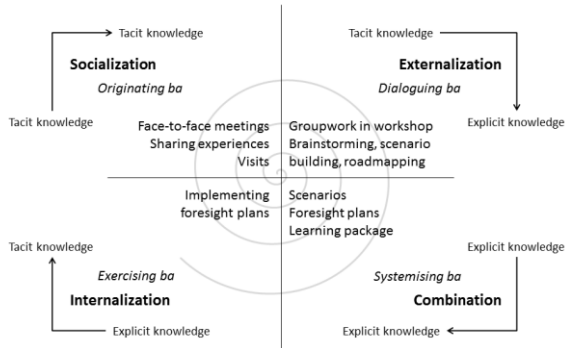 Tacit knowledge
Socialization
Originating ba
Tacit knowledge
Face-to-face meetings
Sharing experiences
Visits
Tacit knowledge
Externalization
Dialoguing ba
Explicit knowledge
Groupwork in workshop
Brainstorming, scenario
building, roadmapping
Implementing
foresight plans
Tacit knowledge
Exercising ba
Internalization
Explicit knowledge
Scenarios
Foresight plans
Learning package
Explicit knowledge
Systemising ba
Combination
Explicit knowledge